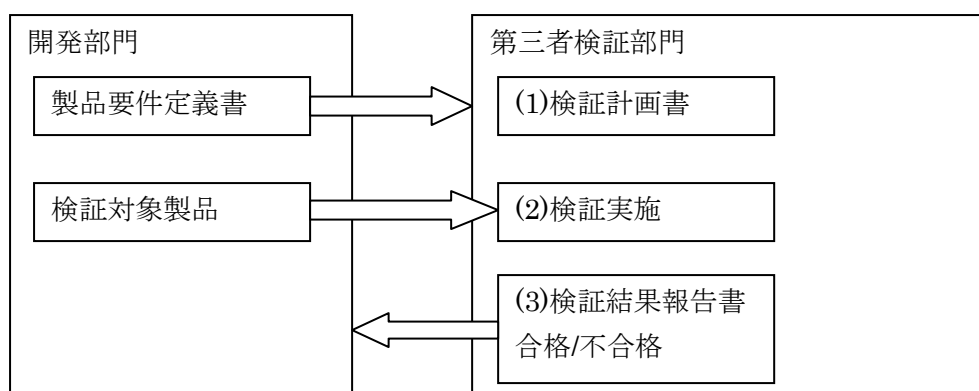 開発部門
製品要件定義書
検証対象製品
第三者検証部門
(1)検証計画書
(2)検証実施
(3)検証結果報告書
合格/不合格